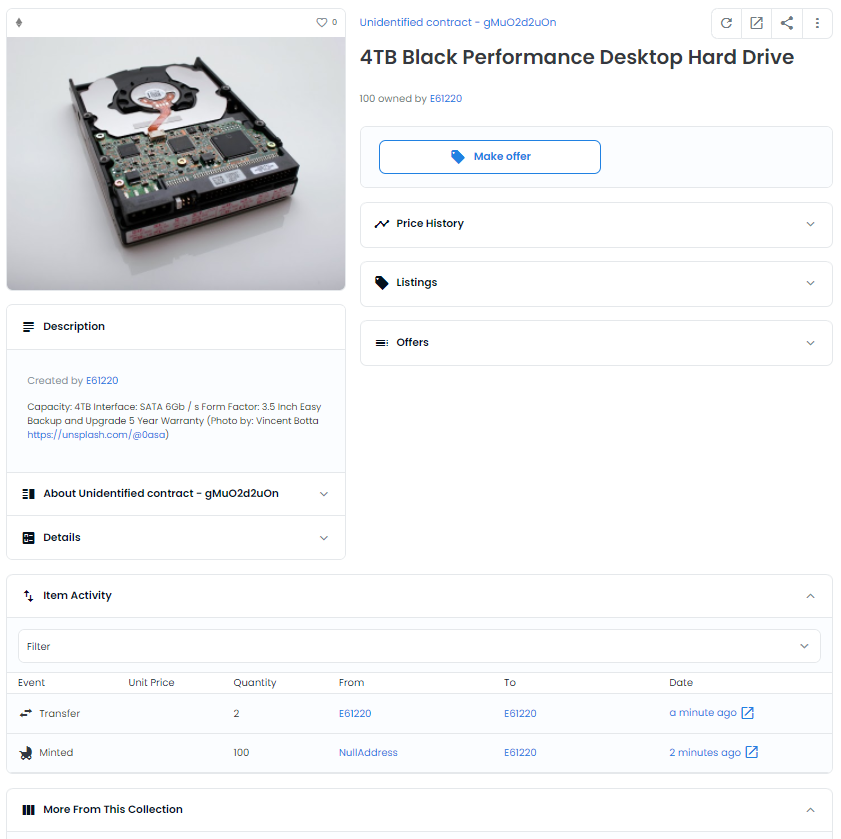 0
Unidentified contract - gMuO2d2uOn
4TB Black Performance Desktop Hard Drive
100 owned by E61220
Make offer
Price History
Listings
Offers
Description
Created by E61220
Capacity: 4TB Interface: SATA 6Gb / s Form Factor: 3.5 Inch Easy
Backup and Upgrade 5 Year Warranty (Photo by: Vincent Botta
https://unsplash.com/@0asa)
About Unidentified contract - gMuO2d2uOn
Details
Item Activity
Filter
Event Unit Price Quantity From To Date
Transfer 2 E61220 E61220 a minute ago
Minted 100 NullAddress E61220 2 minutes ago
More From This Collection